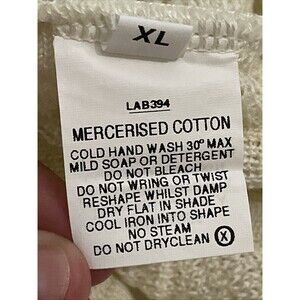 XL
LAB394
MERCERISED COTTON
COLD HAND WASH 30° MAX
MILD SOAP OR DETERGENT
DO NOT BLEACH
DO NOT WRING OR TWIST
RESHAPE WHILST DAMP
DRY FLAT IN SHADE
COOL IRON INTO SHAPE
NO STEAM
DO NOT DRYCLEAN Ⓧ